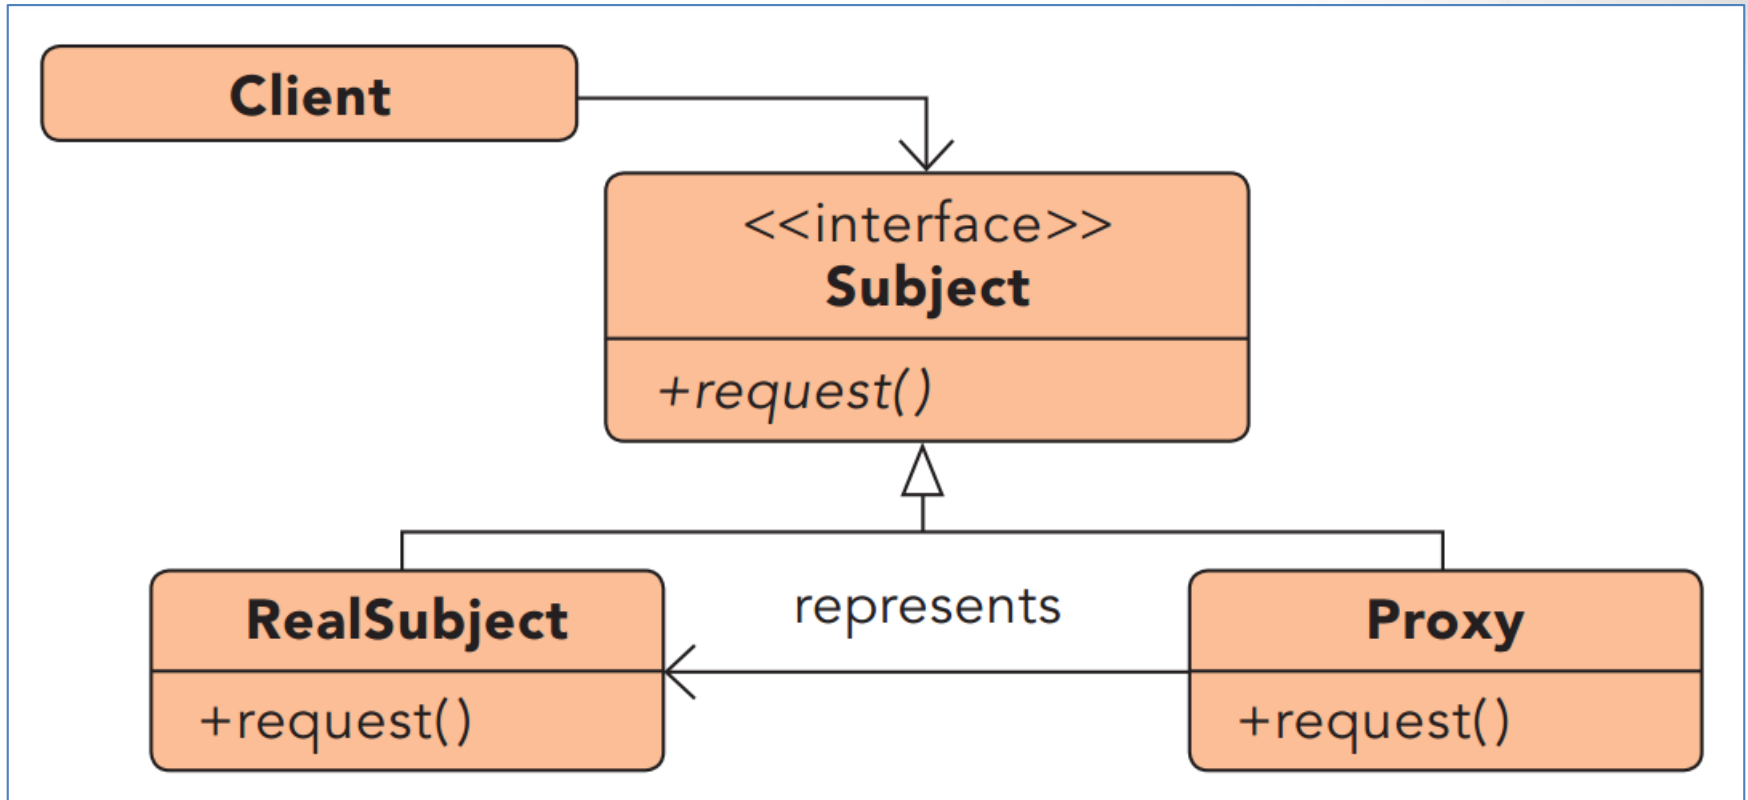 Client
<<interface>>
Subject
+request()
represents
RealSubject
Proxy
+request()
+request()